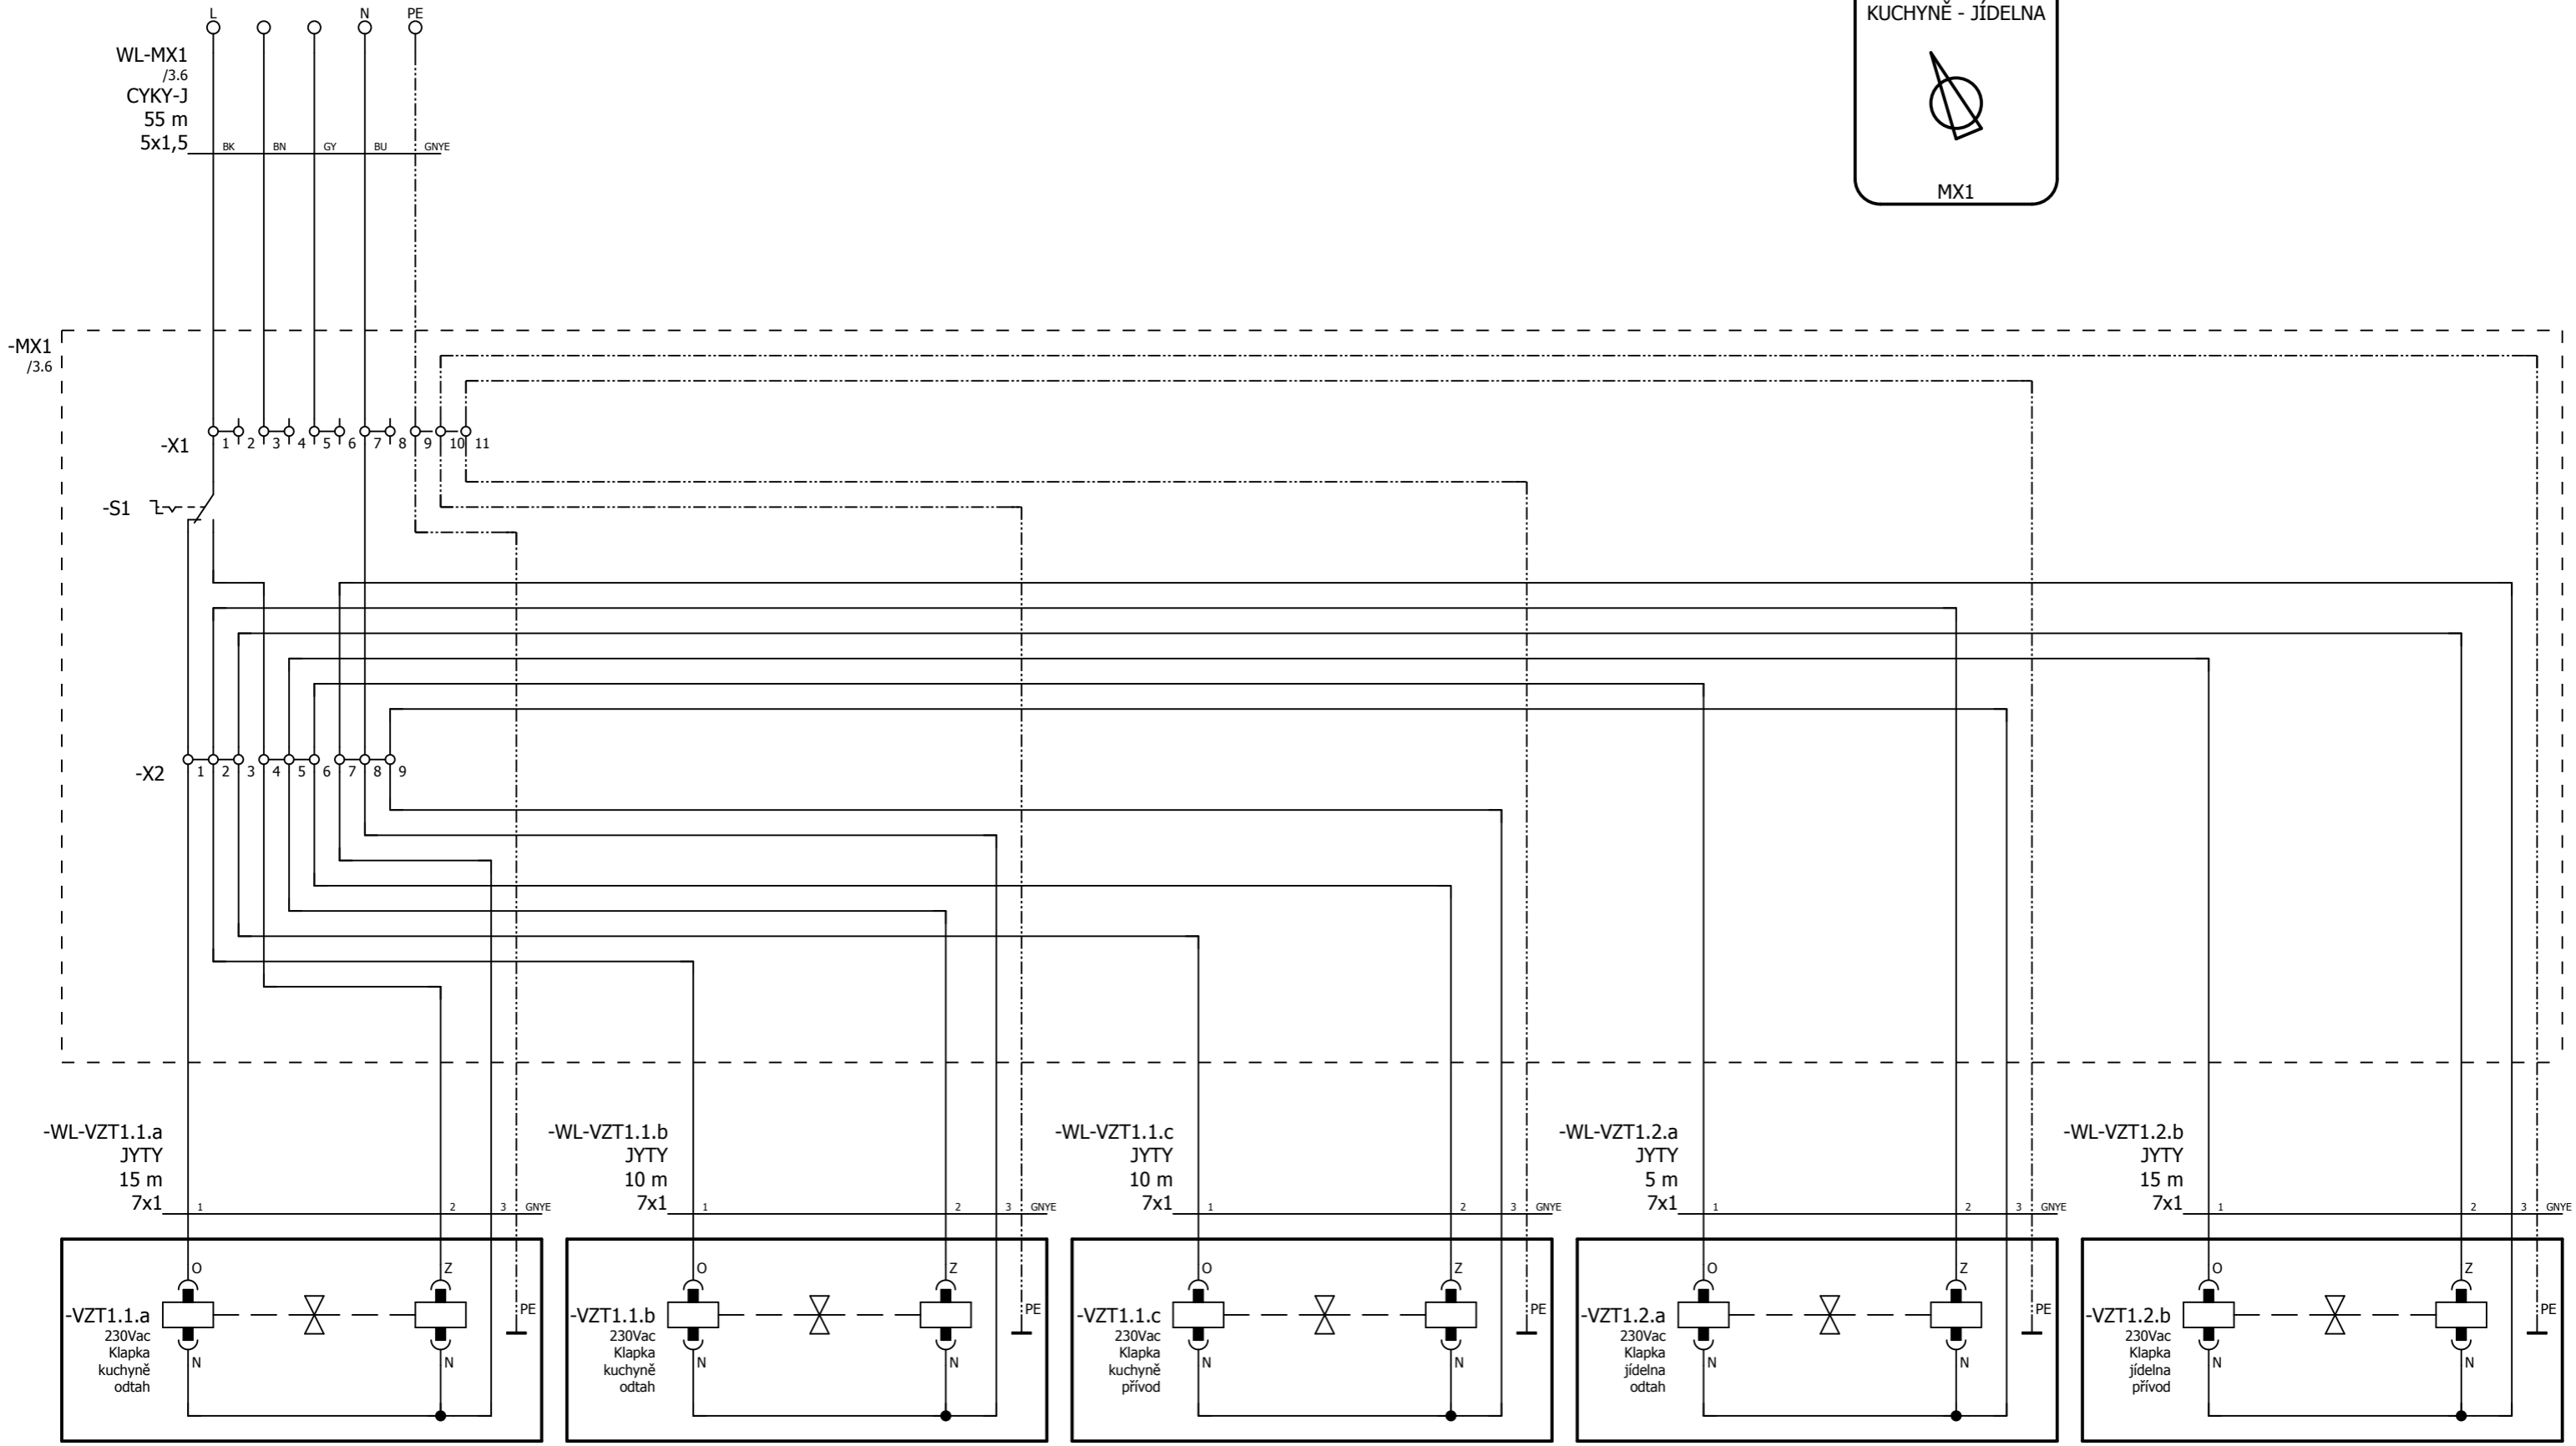 L N PE
KUCHYNĚ - JÍDELNA
MX1
WL-MX1
/3.6
CYKY-J
55 m
5x1,5
BK BN GY BU GNYE
-MX1
/3.6
-X1 1 2 3 4 5 6 7 8 9 10 11
-S1
-X2 1 2 3 4 5 6 7 8 9
-WL-VZT1.1.a
JYTY
15 m
7x1
1 2 3 GNYE
-WL-VZT1.1.b
JYTY
10 m
7x1
1 2 3 GNYE
-WL-VZT1.1.c
JYTY
10 m
7x1
1 2 3 GNYE
-WL-VZT1.2.a
JYTY
5 m
7x1
1 2 3 GNYE
-WL-VZT1.2.b
JYTY
15 m
7x1
1 2 3 GNYE
O Z
PE
-VZT1.1.a
230Vac
Klapka
kuchyně
odtah
N N
O Z
PE
-VZT1.1.b
230Vac
Klapka
kuchyně
odtah
N N
O Z
PE
-VZT1.1.c
230Vac
Klapka
kuchyně
přívod
N N
O Z
PE
-VZT1.2.a
230Vac
Klapka
jídelna
odtah
N N
O Z
PE
-VZT1.2.b
230Vac
Klapka
jídelna
přívod
N N